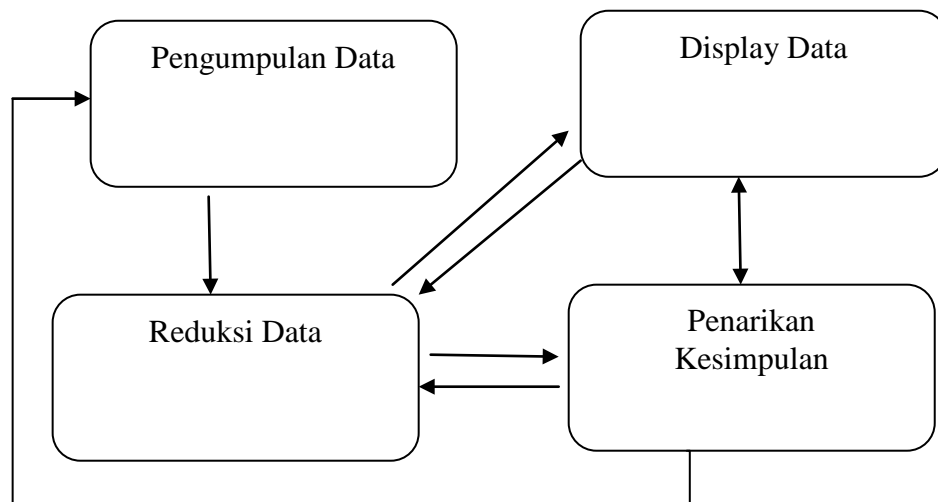 Pengumpulan Data
Display Data
Reduksi Data
Penarikan
Kesimpulan